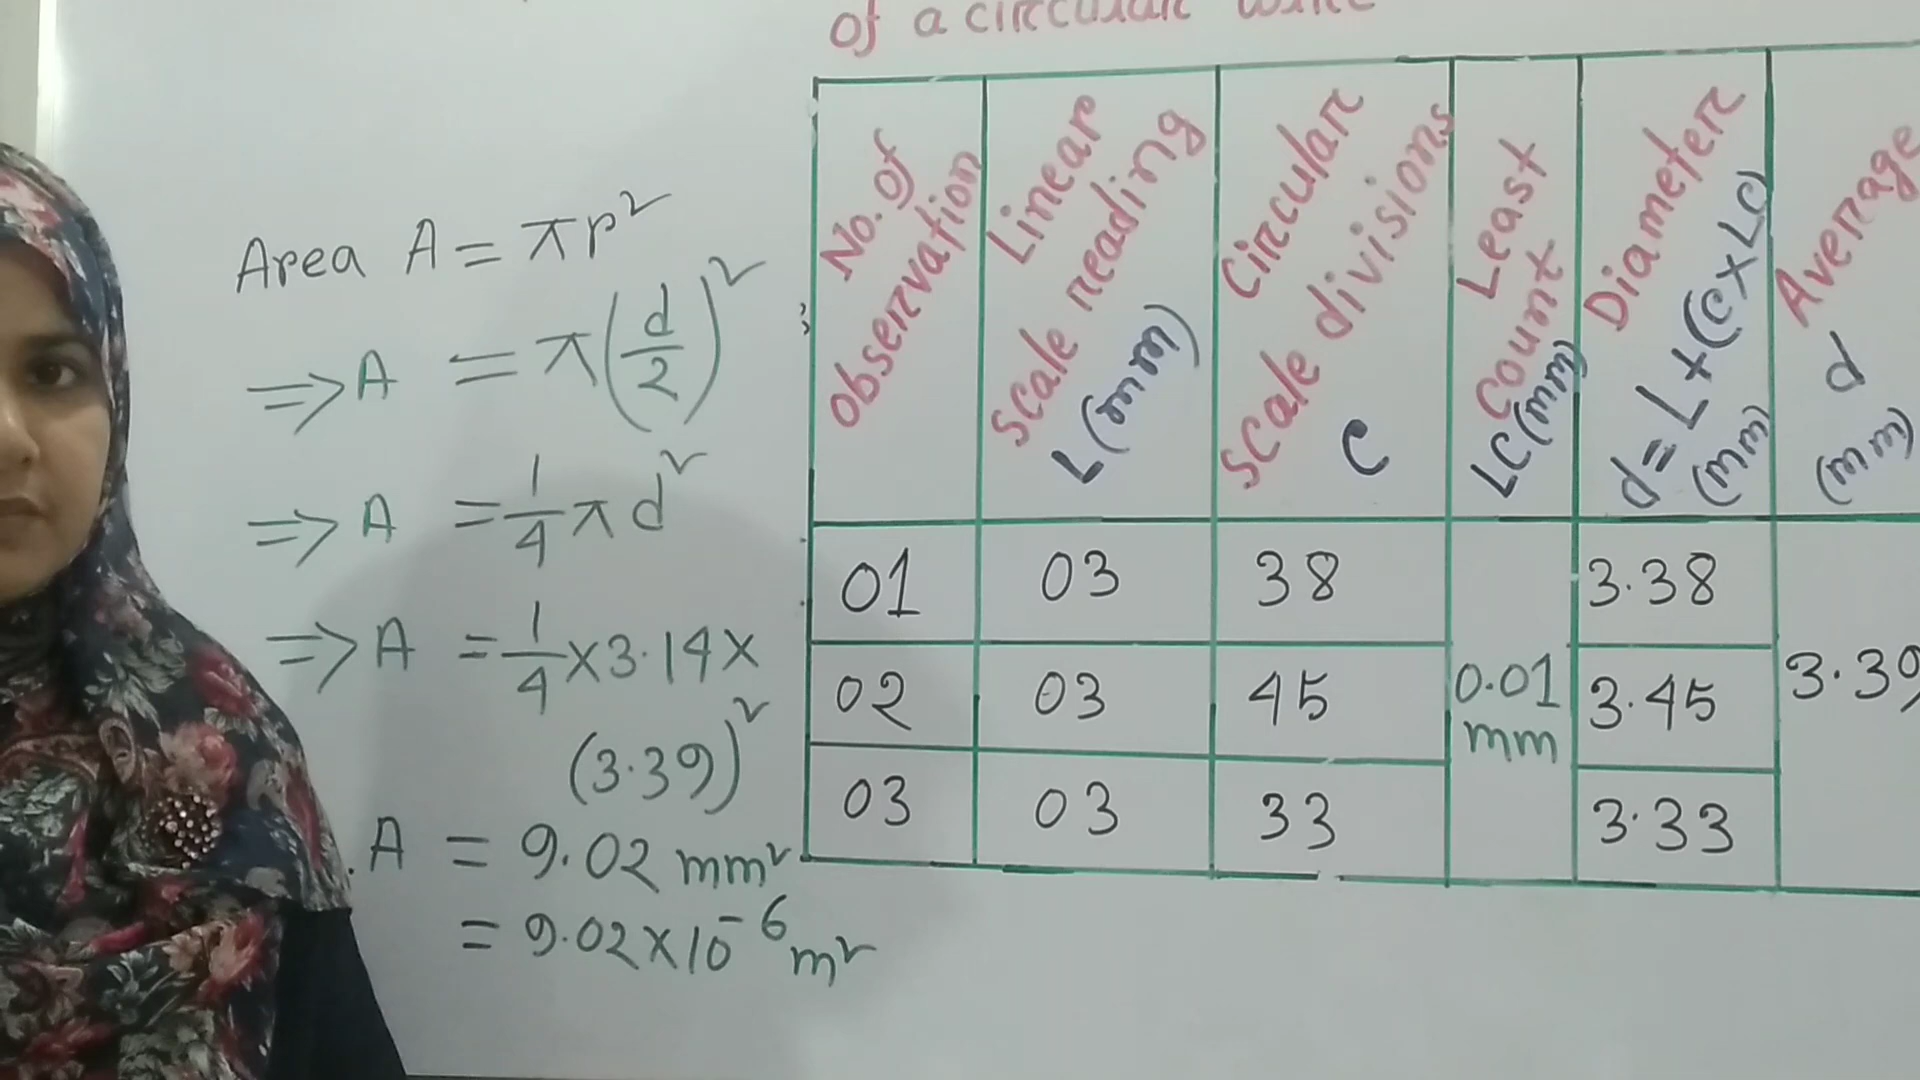 of a circular wire
Area A = πr²
⇒ A = π(d/2)²
⇒ A = 1/4 πd²
⇒ A = 1/4 × 3.14 ×
(3.39)²
A = 9.02 mm²
= 9.02 × 10⁻⁶ m²
No. of
Observation
Linear
Scale reading
L (mm)
Circular
Scale divisions
C
Least
Count
LC (mm)
Diameter
d = L + (C × LC)
(mm)
Average
d
(mm)
01 03 38 3.38
02 03 45 0.01 mm 3.45 3.39
03 03 33 3.33